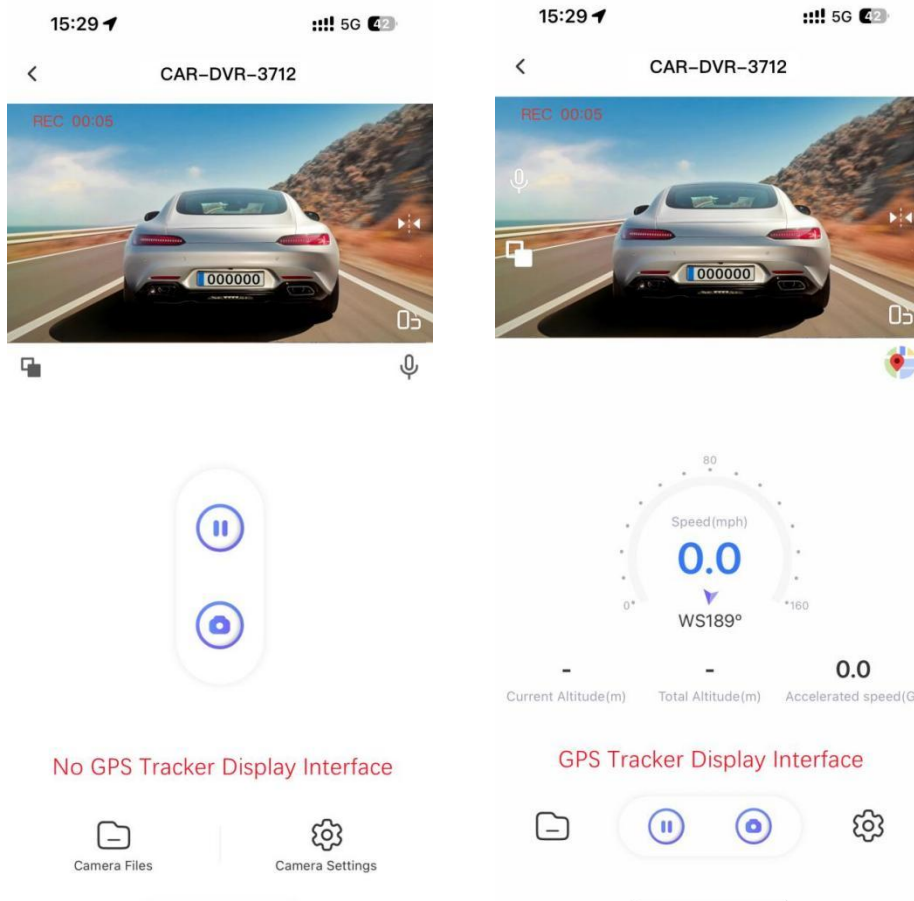 15:29
5G 42
CAR-DVR-3712
REC 00:05
000000
No GPS Tracker Display Interface
Camera Files
Camera Settings
15:29
5G 42
CAR-DVR-3712
REC 00:05
000000
80
Speed(mph)
0.0
0
160
WS189°
-
-
0.0
Current Altitude(m)
Total Altitude(m)
Accelerated speed(G
GPS Tracker Display Interface